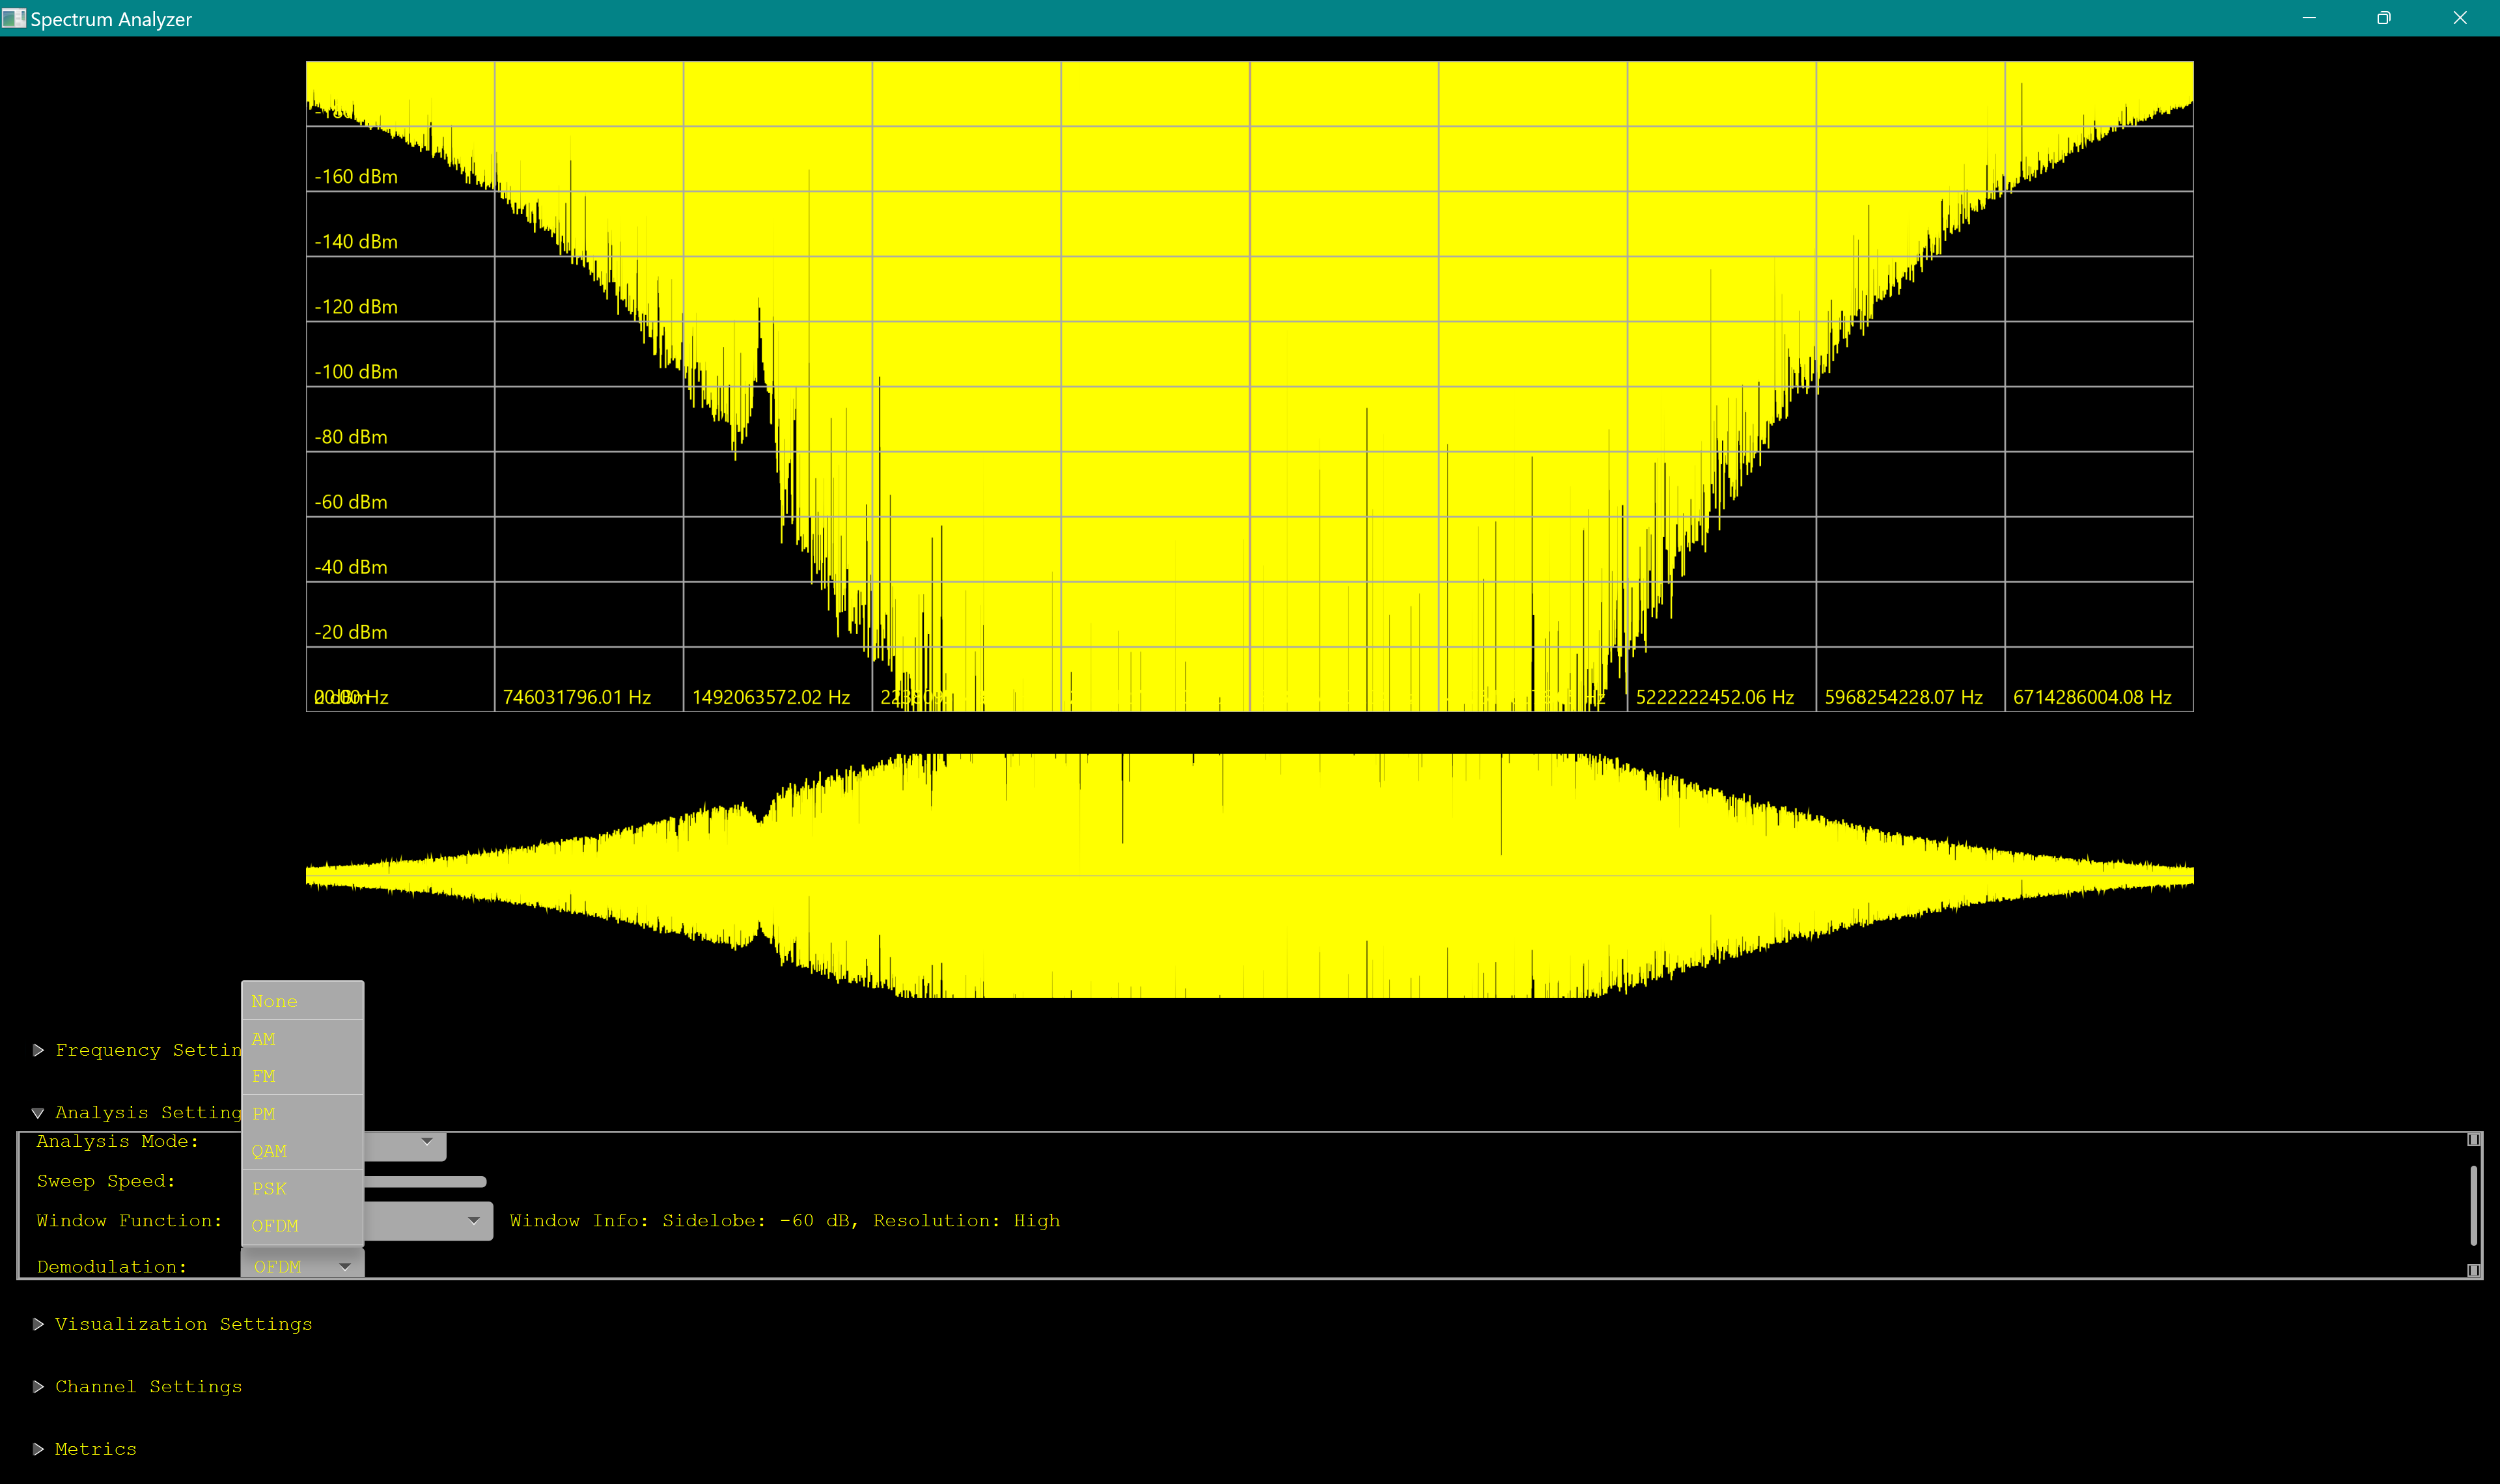 Spectrum Analyzer
-180
-160 dBm
-140 dBm
-120 dBm
-100 dBm
-80 dBm
-60 dBm
-40 dBm
-20 dBm
0 dBm
0.00 Hz
746031796.01 Hz
1492063572.02 Hz
Hz
5222222452.06 Hz
5968254228.07 Hz
6714286004.08 Hz
None
AM
FM
PM
QAM
PSK
OFDM
Frequency Settin
Analysis Setting
Analysis Mode:
Sweep Speed:
Window Function:
Window Info: Sidelobe: -60 dB, Resolution: High
Demodulation:
OFDM
Visualization Settings
Channel Settings
Metrics